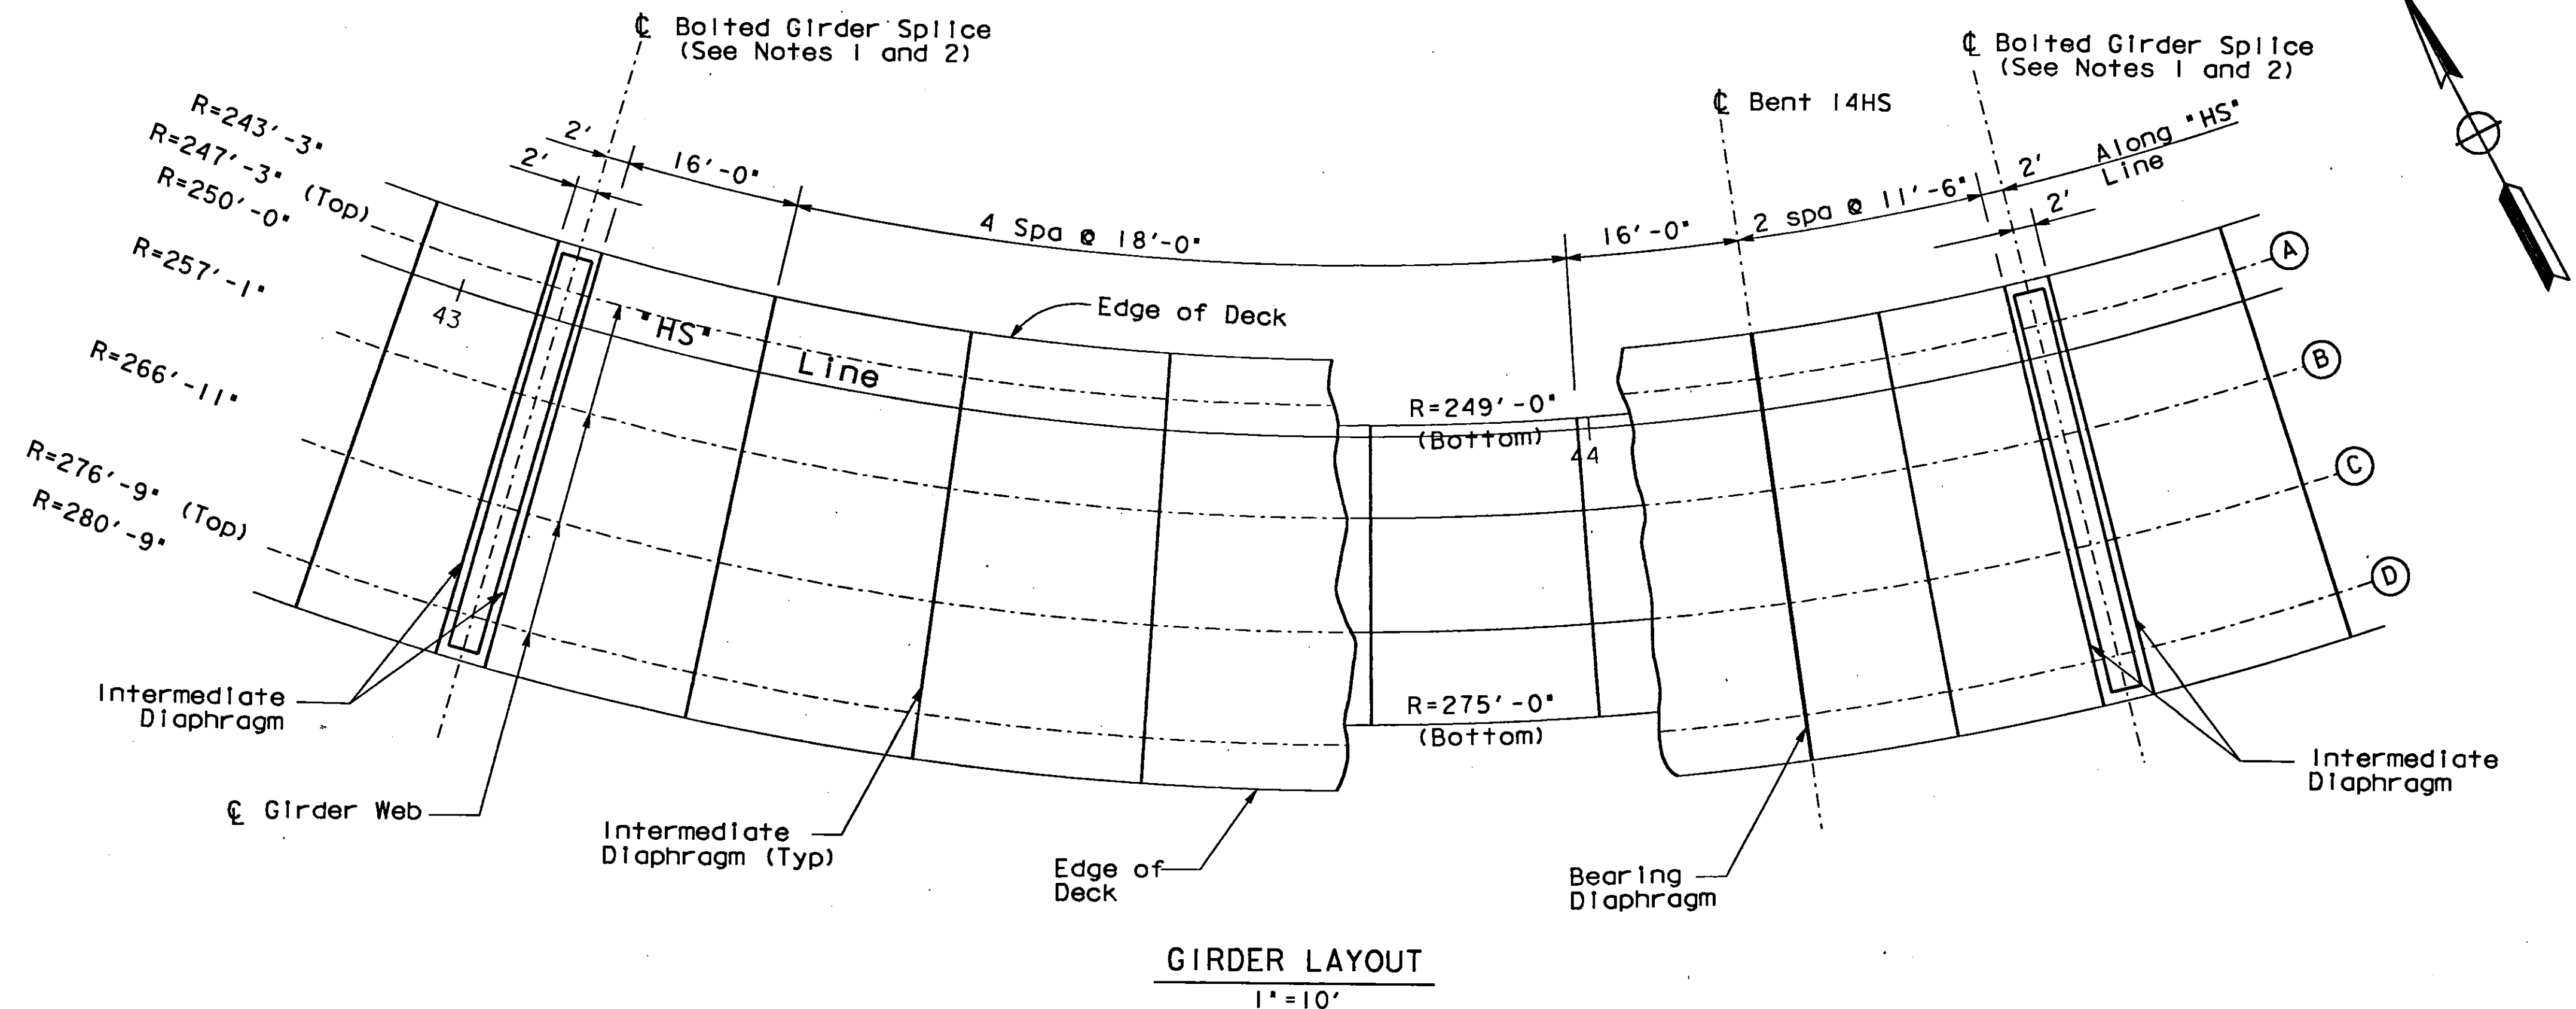 ℄ Bolted Girder Splice
(See Notes 1 and 2)
℄ Bolted Girder Splice
(See Notes 1 and 2)
℄ Bent 14HS
R=243'-3"
R=247'-3" (Top)
R=250'-0"
R=257'-1"
R=266'-11"
R=276'-9" (Top)
R=280'-9"
2'
2'
16'-0"
4 Spa @ 18'-0"
16'-0"
2 spa @ 11'-6"
2'
Along "HS"
Line
2'
43
"HS"
Line
Edge of Deck
R=249'-0"
(Bottom)
44
R=275'-0"
(Bottom)
A
B
C
D
Intermediate
Diaphragm
℄ Girder Web
Intermediate
Diaphragm (Typ)
Edge of
Deck
Bearing
Diaphragm
Intermediate
Diaphragm
GIRDER LAYOUT
1"=10'